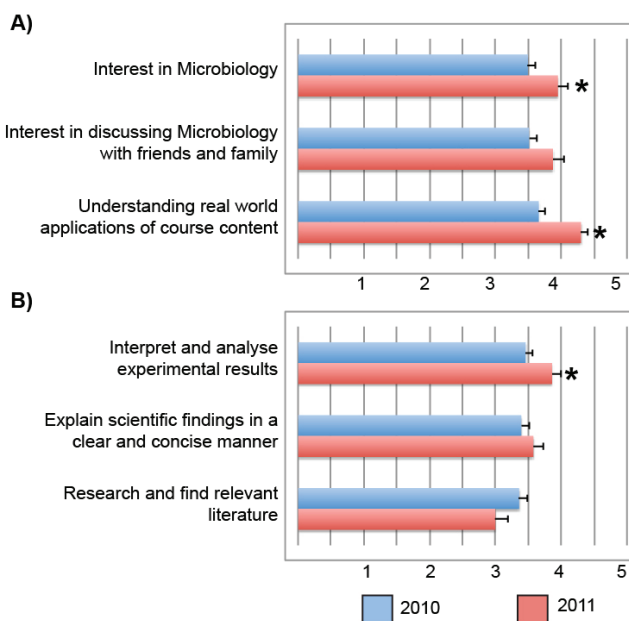 A)
Interest in Microbiology
*
Interest in discussing Microbiology
with friends and family
Understanding real world
applications of course content
*
1 2 3 4 5
B)
Interpret and analyse
experimental results
*
Explain scientific findings in a
clear and concise manner
Research and find relevant
literature
1 2 3 4 5
2010 2011